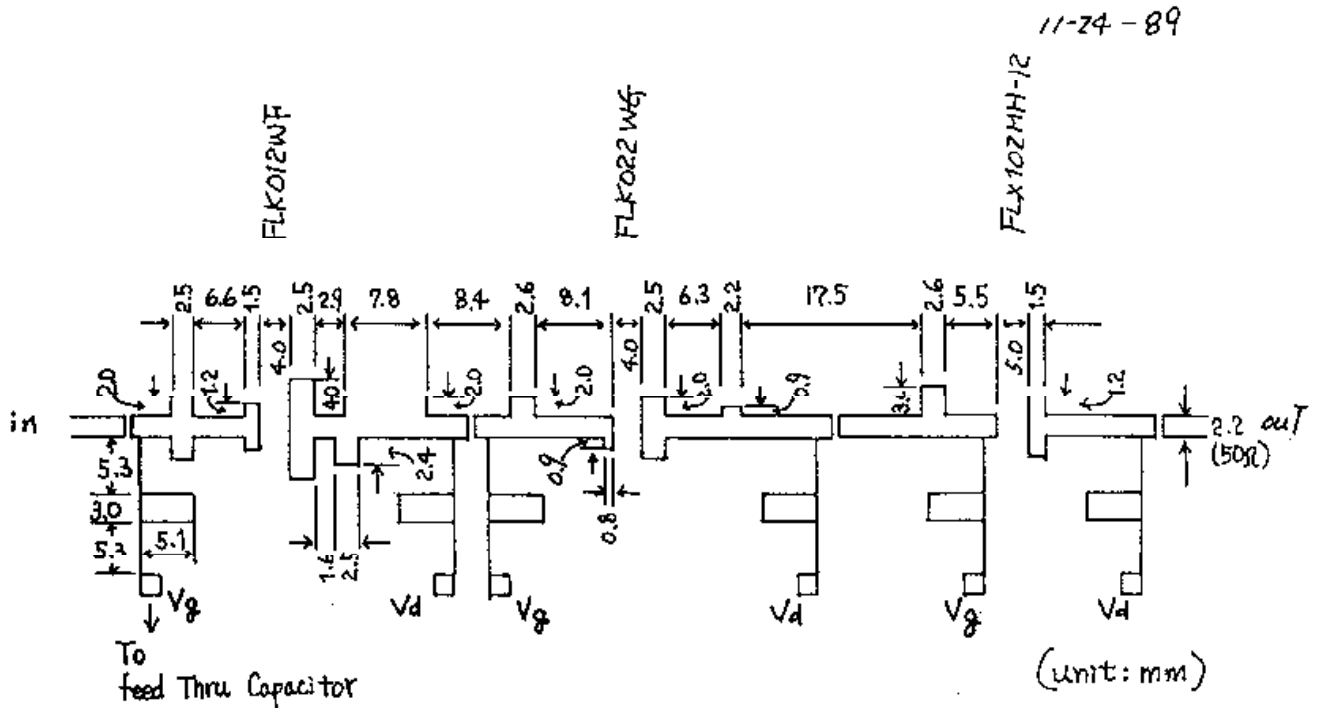 11-24-89
FLK012WF
FLK022WG
FLX102MH-12
2.5 6.6 1.5 2.5 2.9 7.8 8.4 2.6 8.1 2.5 6.3 2.2 17.5 2.6 5.5 1.5
4.0 4.0 5.0
2.0 1.2 4.0 2.0 2.0 2.0 0.9 3.4 1.2
in
2.2 ouT
(50Ω)
5.3 2.4 0.9
3.0
0.8
5.2 5.1
1.6 2.5
Vg Vd Vg Vd Vg Vd
To
feed Thru Capacitor
(unit: mm)